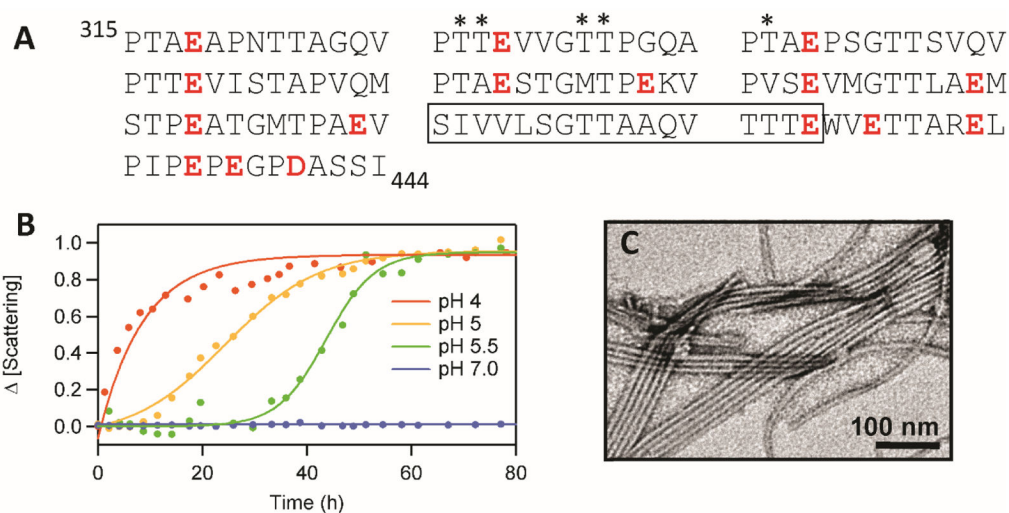 A
* * * * *
315 PTAEAPNTTAGQV PTTEVVGTTPGQA PTAEPSGTTSVQV
PTTEVISTAPVQM PTAESTGMTPEKV PVSEVMGTTLAEM
STPEATGMTPAEV SIVVLSGTTAAQV TTTEWVETTAREL
PIPEPEGPDASSI 444
B
Δ [Scattering]
1.0
0.8
0.6
0.4
0.2
0.0
pH 4
pH 5
pH 5.5
pH 7.0
0 20 40 60 80
Time (h)
C
100 nm